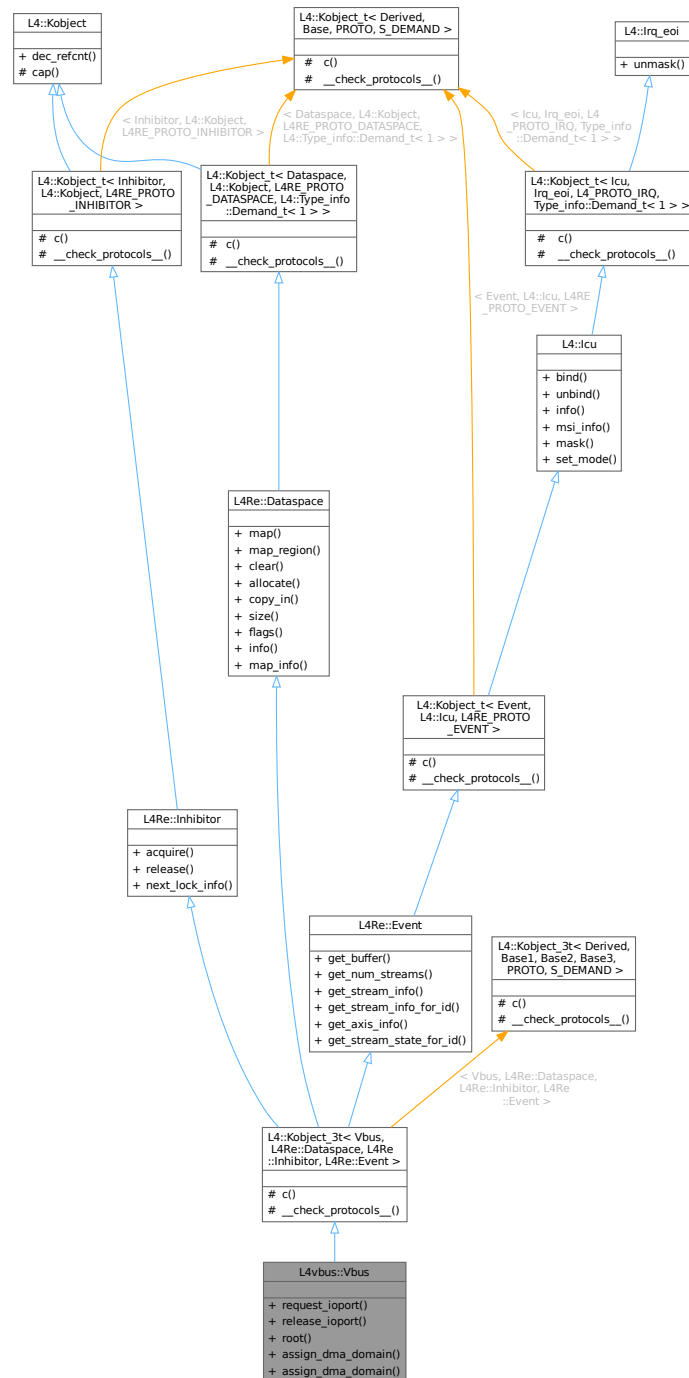 L4::Kobject
+ dec_refcnt()
# cap()
L4::Kobject_t< Derived,
Base, PROTO, S_DEMAND >
# c()
# __check_protocols__()
L4::Irq_eoi
+ unmask()
< Inhibitor, L4::Kobject,
L4RE_PROTO_INHIBITOR >
< Dataspace, L4::Kobject,
L4RE_PROTO_DATASPACE,
L4::Type_info::Demand_t< 1 > >
< Icu, Irq_eoi, L4
_PROTO_IRQ, Type_info
::Demand_t< 1 > >
L4::Kobject_t< Inhibitor,
L4::Kobject, L4RE_PROTO
_INHIBITOR >
# c()
# __check_protocols__()
L4::Kobject_t< Dataspace,
L4::Kobject, L4RE_PROTO
_DATASPACE, L4::Type_info
::Demand_t< 1 > >
# c()
# __check_protocols__()
L4::Kobject_t< Icu,
Irq_eoi, L4_PROTO_IRQ,
Type_info::Demand_t< 1 > >
# c()
# __check_protocols__()
< Event, L4::Icu, L4RE
_PROTO_EVENT >
L4::Icu
+ bind()
+ unbind()
+ info()
+ msi_info()
+ mask()
+ set_mode()
L4Re::Dataspace
+ map()
+ map_region()
+ clear()
+ allocate()
+ copy_in()
+ size()
+ flags()
+ info()
+ map_info()
L4::Kobject_t< Event,
L4::Icu, L4RE_PROTO
_EVENT >
# c()
# __check_protocols__()
L4Re::Inhibitor
+ acquire()
+ release()
+ next_lock_info()
L4Re::Event
+ get_buffer()
+ get_num_streams()
+ get_stream_info()
+ get_stream_info_for_id()
+ get_axis_info()
+ get_stream_state_for_id()
L4::Kobject_3t< Derived,
Base1, Base2, Base3,
PROTO, S_DEMAND >
# c()
# __check_protocols__()
< Vbus, L4Re::Dataspace,
L4Re::Inhibitor, L4Re
::Event >
L4::Kobject_3t< Vbus,
L4Re::Dataspace, L4Re
::Inhibitor, L4Re::Event >
# c()
# __check_protocols__()
L4vbus::Vbus
+ request_ioport()
+ release_ioport()
+ root()
+ assign_dma_domain()
+ assign_dma_domain()